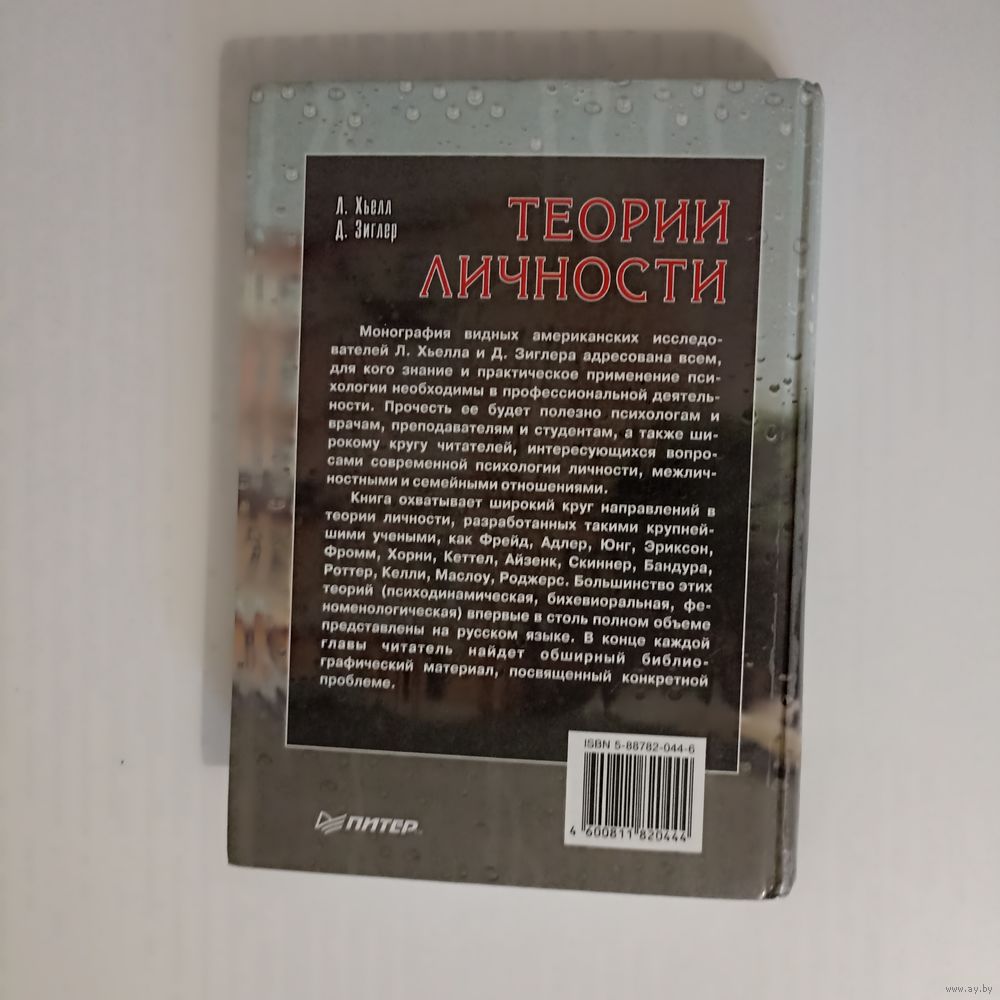 Л. Хьелл
Д. Зиглер
ТЕОРИИ
ЛИЧНОСТИ
Монография видных американских исследо-
вателей Л. Хьелла и Д. Зиглера адресована всем,
для кого знание и практическое применение пси-
хологии необходимы в профессиональной деятель-
ности. Прочесть ее будет полезно психологам и
врачам, преподавателям и студентам, а также ши-
рокому кругу читателей, интересующихся вопро-
сами современной психологии личности, межлич-
ностными и семейными отношениями.
Книга охватывает широкий круг направлений в
теории личности, разработанных такими крупней-
шими учеными, как Фрейд, Адлер, Юнг, Эриксон,
Фромм, Хорни, Кеттел, Айзенк, Скиннер, Бандура,
Роттер, Келли, Маслоу, Роджерс. Большинство этих
теорий (психодинамическая, бихевиоральная, фе-
номенологическая) впервые в столь полном объеме
представлены на русском языке. В конце каждой
главы читатель найдет обширный библио-
графический материал, посвященный конкретной
проблеме.
ISBN 5-88782-044-6
4 600811 820444
ПИТЕР
www.ay.by